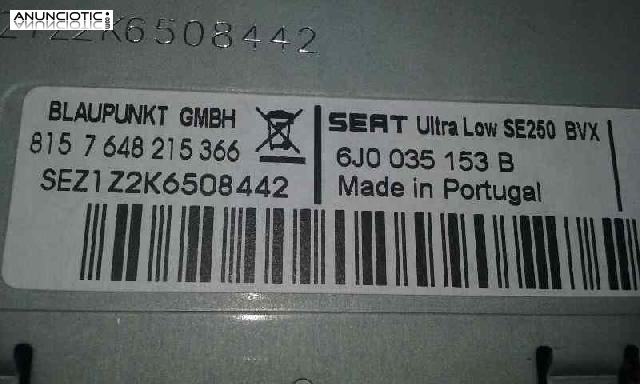 ANUNCIOTIC.es
Z1Z2K6508442
BLAUPUNKT GMBH
815 7 648 215 366
SEZ1Z2K6508442
SEAT Ultra Low SE250 BVX
6J0 035 153 B
Made in Portugal